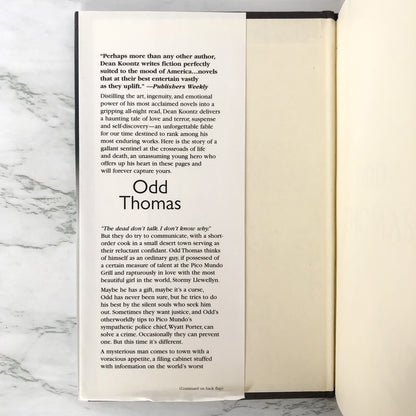 “Perhaps more than any other author,
Dean Koontz writes fiction perfectly
suited to the mood of America...novels
that at their best entertain vastly
as they uplift.” —Publishers Weekly
Distilling the art, ingenuity, and emotional
power of his most acclaimed novels into a
gripping all-night read, Dean Koontz delivers
a haunting tale of love and terror, suspense
and self-discovery—an unforgettable fable
for our time destined to rank among his
most enduring works. Here is the story of a
gallant sentinel at the crossroads of life
and death, an unassuming young hero who
offers up his heart in these pages and
will forever capture yours.
Odd
Thomas
“The dead don’t talk. I don’t know why.”
But they do try to communicate, with a short-
order cook in a small desert town serving as
their reluctant confidant. Odd Thomas thinks
of himself as an ordinary guy, if possessed of
a certain measure of talent at the Pico Mundo
Grill and rapturously in love with the most
beautiful girl in the world, Stormy Llewellyn.
Maybe he has a gift, maybe it’s a curse,
Odd has never been sure, but he tries to do
his best by the silent souls who seek him
out. Sometimes they want justice, and Odd’s
otherworldly tips to Pico Mundo’s
sympathetic police chief, Wyatt Porter, can
solve a crime. Occasionally they can prevent
one. But this time it’s different.
A mysterious man comes to town with a
voracious appetite, a filing cabinet stuffed
with information on the world’s worst
(Continued on back flap)